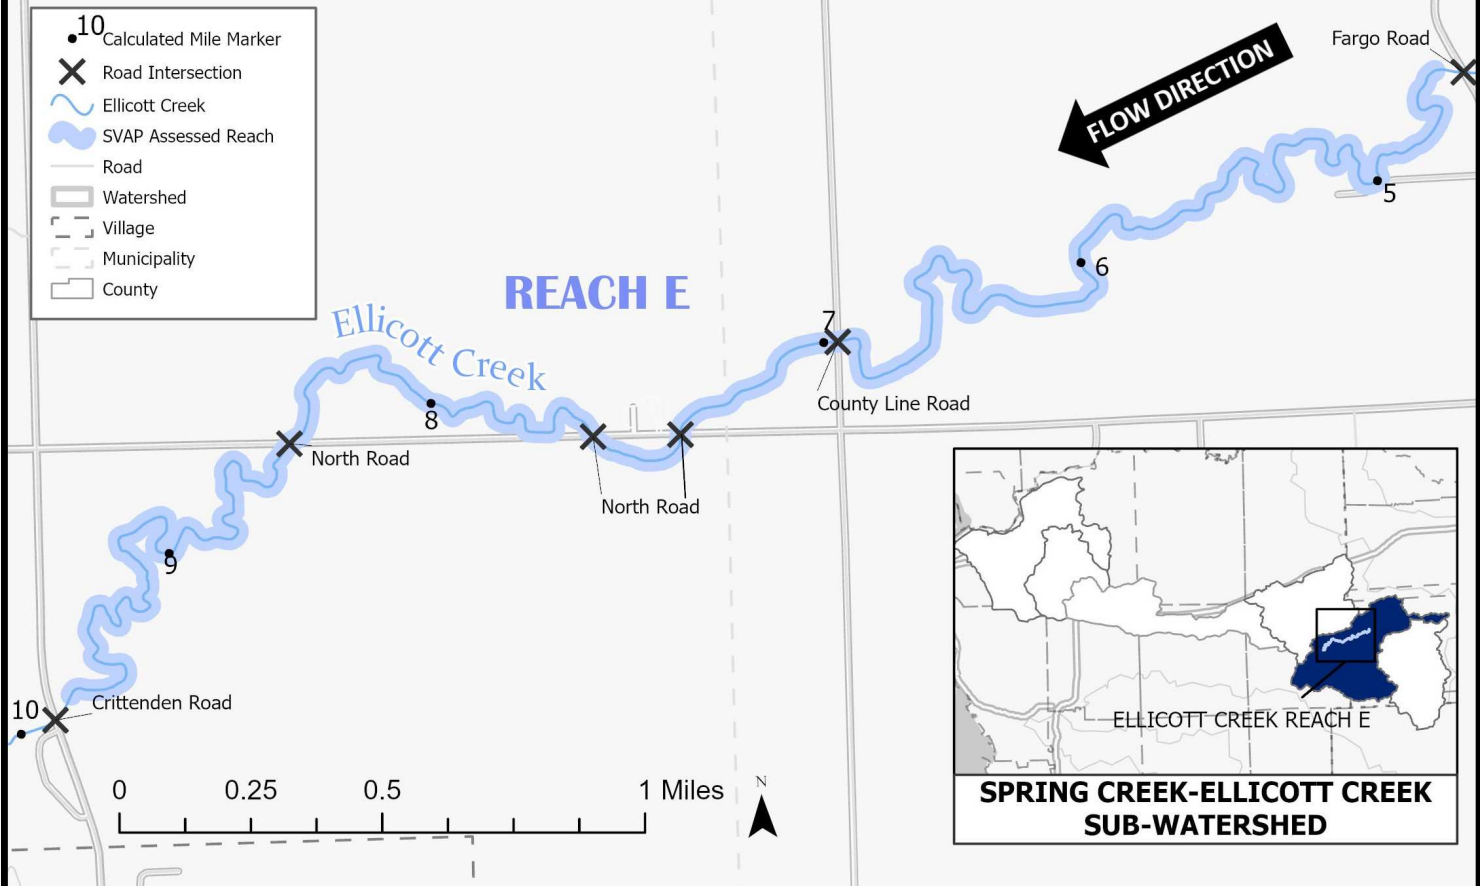 10
Calculated Mile Marker
Road Intersection
Ellicott Creek
SVAP Assessed Reach
Road
Watershed
Village
Municipality
County
Fargo Road
FLOW DIRECTION
5
6
REACH E
Ellicott Creek
7
County Line Road
8
North Road
North Road
9
10
Crittenden Road
0 0.25 0.5 1 Miles
N
ELLICOTT CREEK REACH E
SPRING CREEK-ELLICOTT CREEK
SUB-WATERSHED